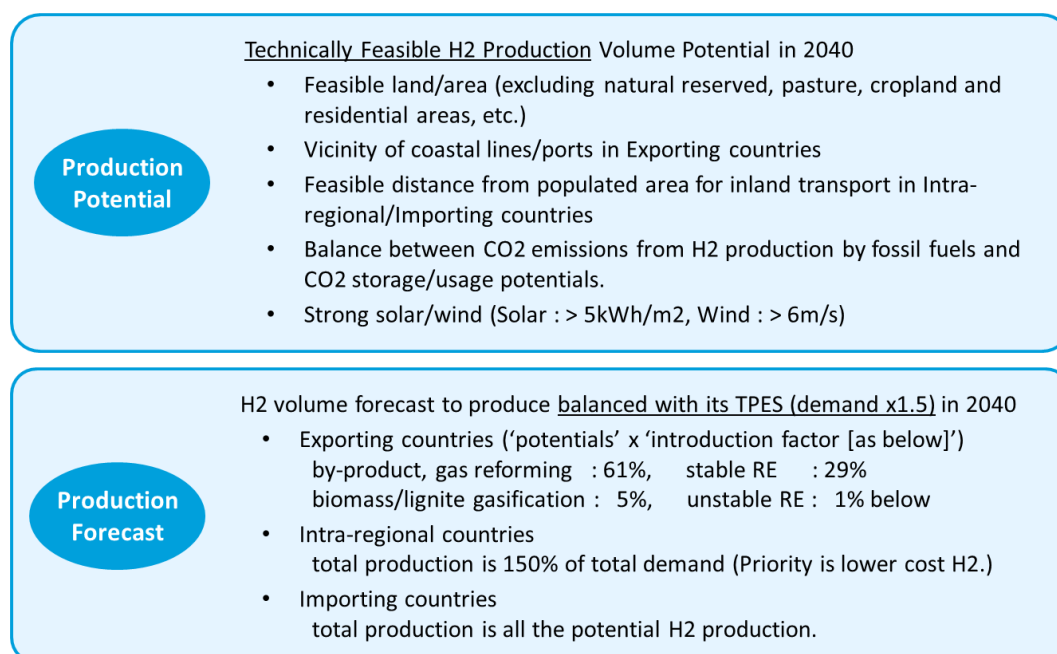 Technically Feasible H2 Production Volume Potential in 2040
• Feasible land/area (excluding natural reserved, pasture, cropland and
residential areas, etc.)
• Vicinity of coastal lines/ports in Exporting countries
Production
Potential
• Feasible distance from populated area for inland transport in Intra-
regional/Importing countries
• Balance between CO2 emissions from H2 production by fossil fuels and
CO2 storage/usage potentials.
• Strong solar/wind (Solar : > 5kWh/m2, Wind : > 6m/s)
H2 volume forecast to produce balanced with its TPES (demand x1.5) in 2040
• Exporting countries (‘potentials’ x ‘introduction factor [as below]’)
by-product, gas reforming : 61%, stable RE : 29%
biomass/lignite gasification : 5%, unstable RE : 1% below
Production
Forecast
• Intra-regional countries
total production is 150% of total demand (Priority is lower cost H2.)
• Importing countries
total production is all the potential H2 production.